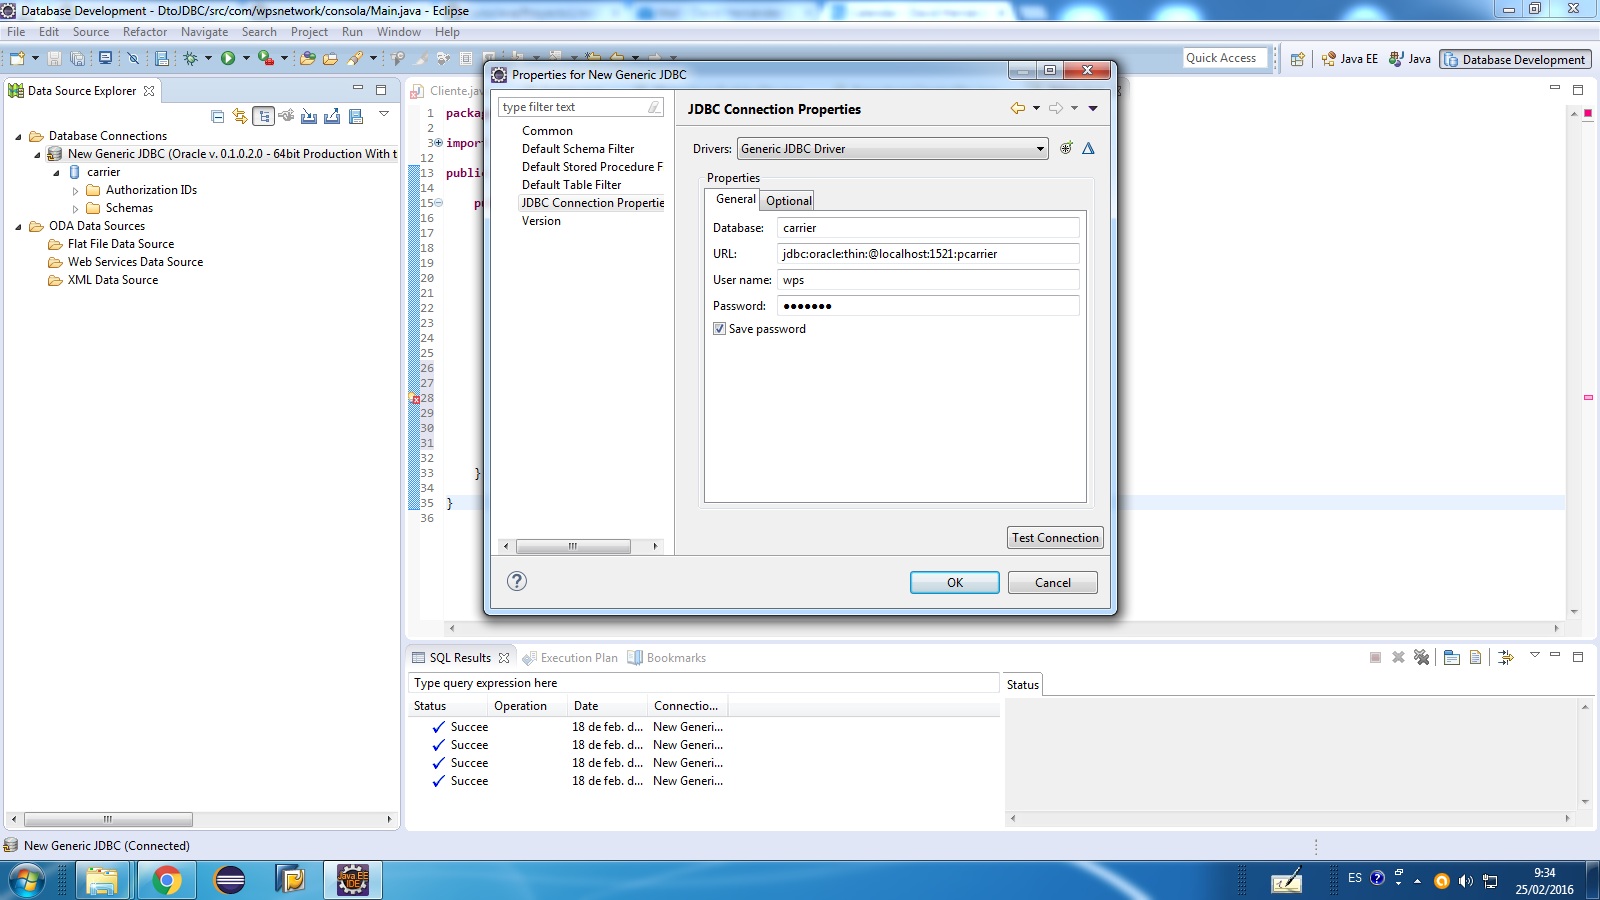 Database Development - DtoJDBC/src/com/wpsnetwork/consola/Main.java - Eclipse
File Edit Source Refactor Navigate Search Project Run Window Help
Quick Access
Java EE
Java
Database Development
Data Source Explorer
Database Connections
New Generic JDBC (Oracle v. 0.1.0.2.0 - 64bit Production With t
carrier
Authorization IDs
Schemas
ODA Data Sources
Flat File Data Source
Web Services Data Source
XML Data Source
Cliente.jav
1 packag
2
3 impor
12
13 public
14
15 pu
16
17
18
19
20
21
22
23
24
25
26
27
28
29
30
31
32
33 }
34
35 }
36
Properties for New Generic JDBC
type filter text
Common
Default Schema Filter
Default Stored Procedure F
Default Table Filter
JDBC Connection Propertie
Version
JDBC Connection Properties
Drivers: Generic JDBC Driver
Properties
General Optional
Database: carrier
URL: jdbc:oracle:thin:@localhost:1521:pcarrier
User name: wps
Password: ●●●●●●●
Save password
Test Connection
OK Cancel
SQL Results Execution Plan Bookmarks
Type query expression here
Status Operation Date Connectio...
Succee 18 de feb. d... New Generi...
Succee 18 de feb. d... New Generi...
Succee 18 de feb. d... New Generi...
Succee 18 de feb. d... New Generi...
Status
New Generic JDBC (Connected)
Java EE
IDE
ES
9:34
25/02/2016